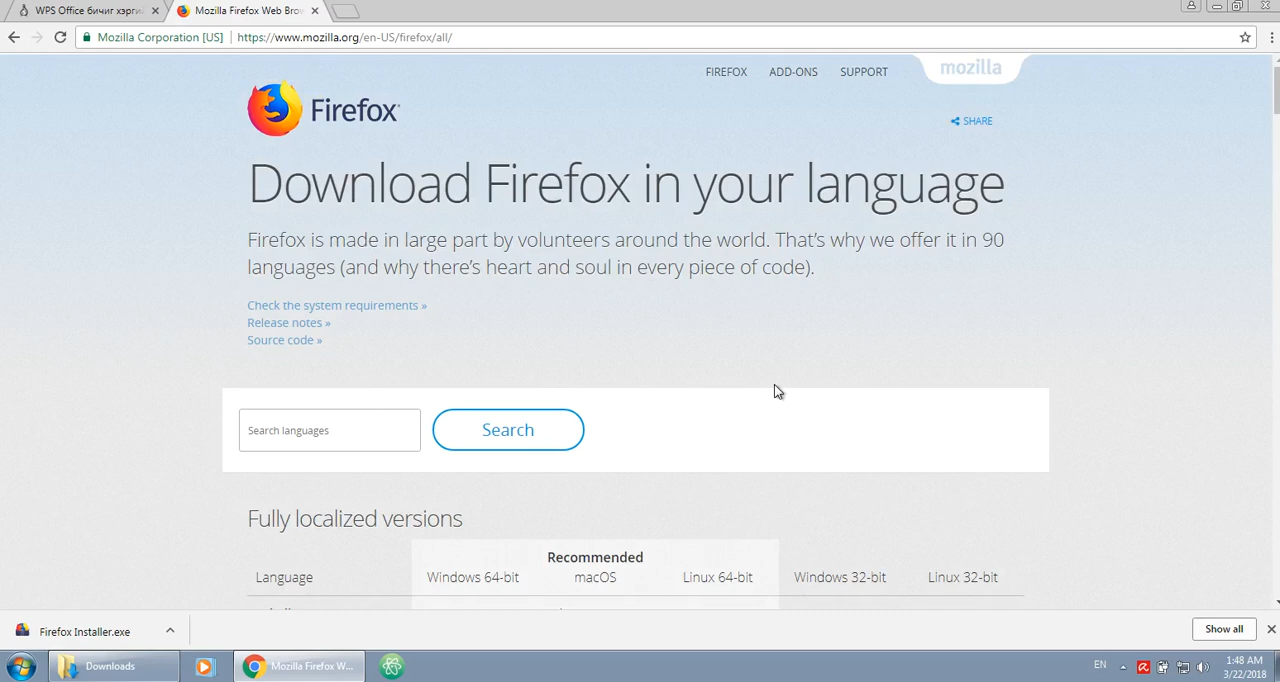 WPS Office бичиг хэрги
Mozilla Firefox Web Brow
Mozilla Corporation [US]
https://www.mozilla.org/en-US/firefox/all/
FIREFOX
ADD-ONS
SUPPORT
mozilla
Firefox
SHARE
Download Firefox in your language
Firefox is made in large part by volunteers around the world. That's why we offer it in 90
languages (and why there's heart and soul in every piece of code).
Check the system requirements »
Release notes »
Source code »
Search languages
Search
Fully localized versions
Recommended
Language
Windows 64-bit
macOS
Linux 64-bit
Windows 32-bit
Linux 32-bit
Firefox Installer.exe
Show all
Downloads
Mozilla Firefox W...
EN
1:48 AM
3/22/2018